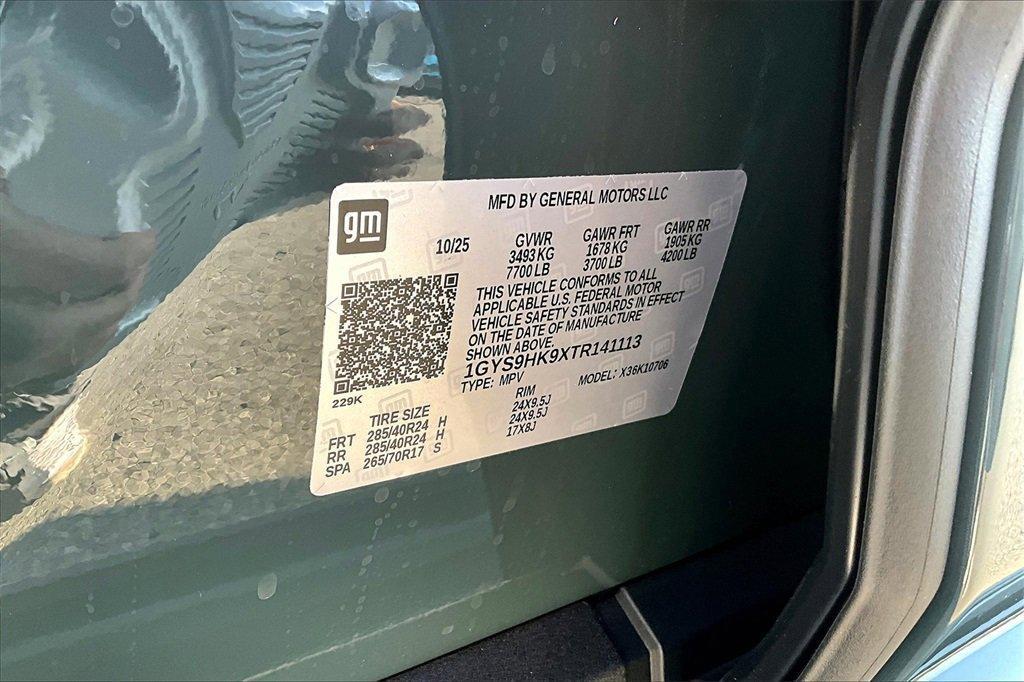 MFD BY GENERAL MOTORS LLC
gm
10/25 GVWR GAWR FRT GAWR RR
3493 KG 1678 KG 1905 KG
7700 LB 3700 LB 4200 LB
THIS VEHICLE CONFORMS TO ALL
APPLICABLE U.S. FEDERAL MOTOR
VEHICLE SAFETY STANDARDS IN EFFECT
ON THE DATE OF MANUFACTURE
SHOWN ABOVE.
1GYS9HK9XTR141113
TYPE: MPV MODEL: X36K10706
229K
TIRE SIZE RIM
FRT 285/40R24 H 24X9.5J
RR 285/40R24 H 24X9.5J
SPA 265/70R17 S 17X8J